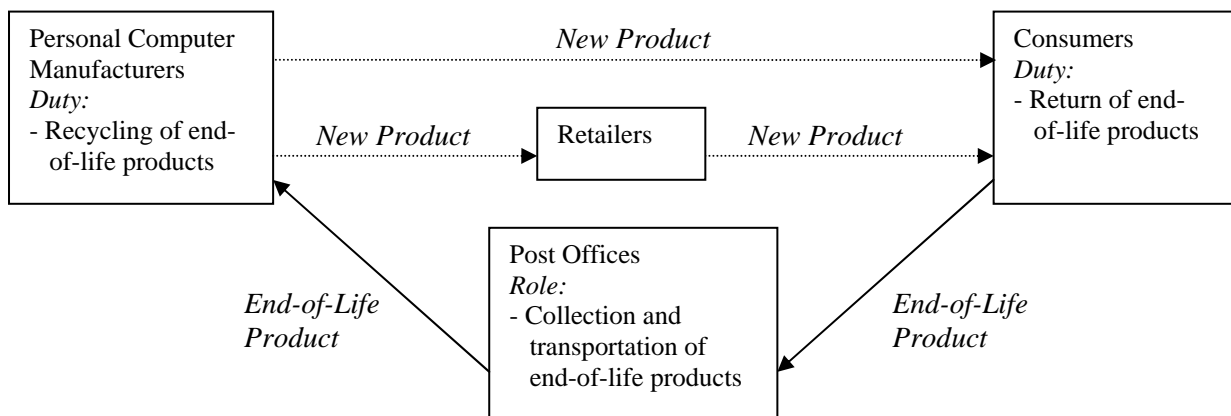 Personal Computer
Manufacturers
Duty:
- Recycling of end-
of-life products
New Product
New Product
Retailers
New Product
Consumers
Duty:
- Return of end-
of-life products
Post Offices
Role:
- Collection and
transportation of
end-of-life products
End-of-Life
Product
End-of-Life
Product